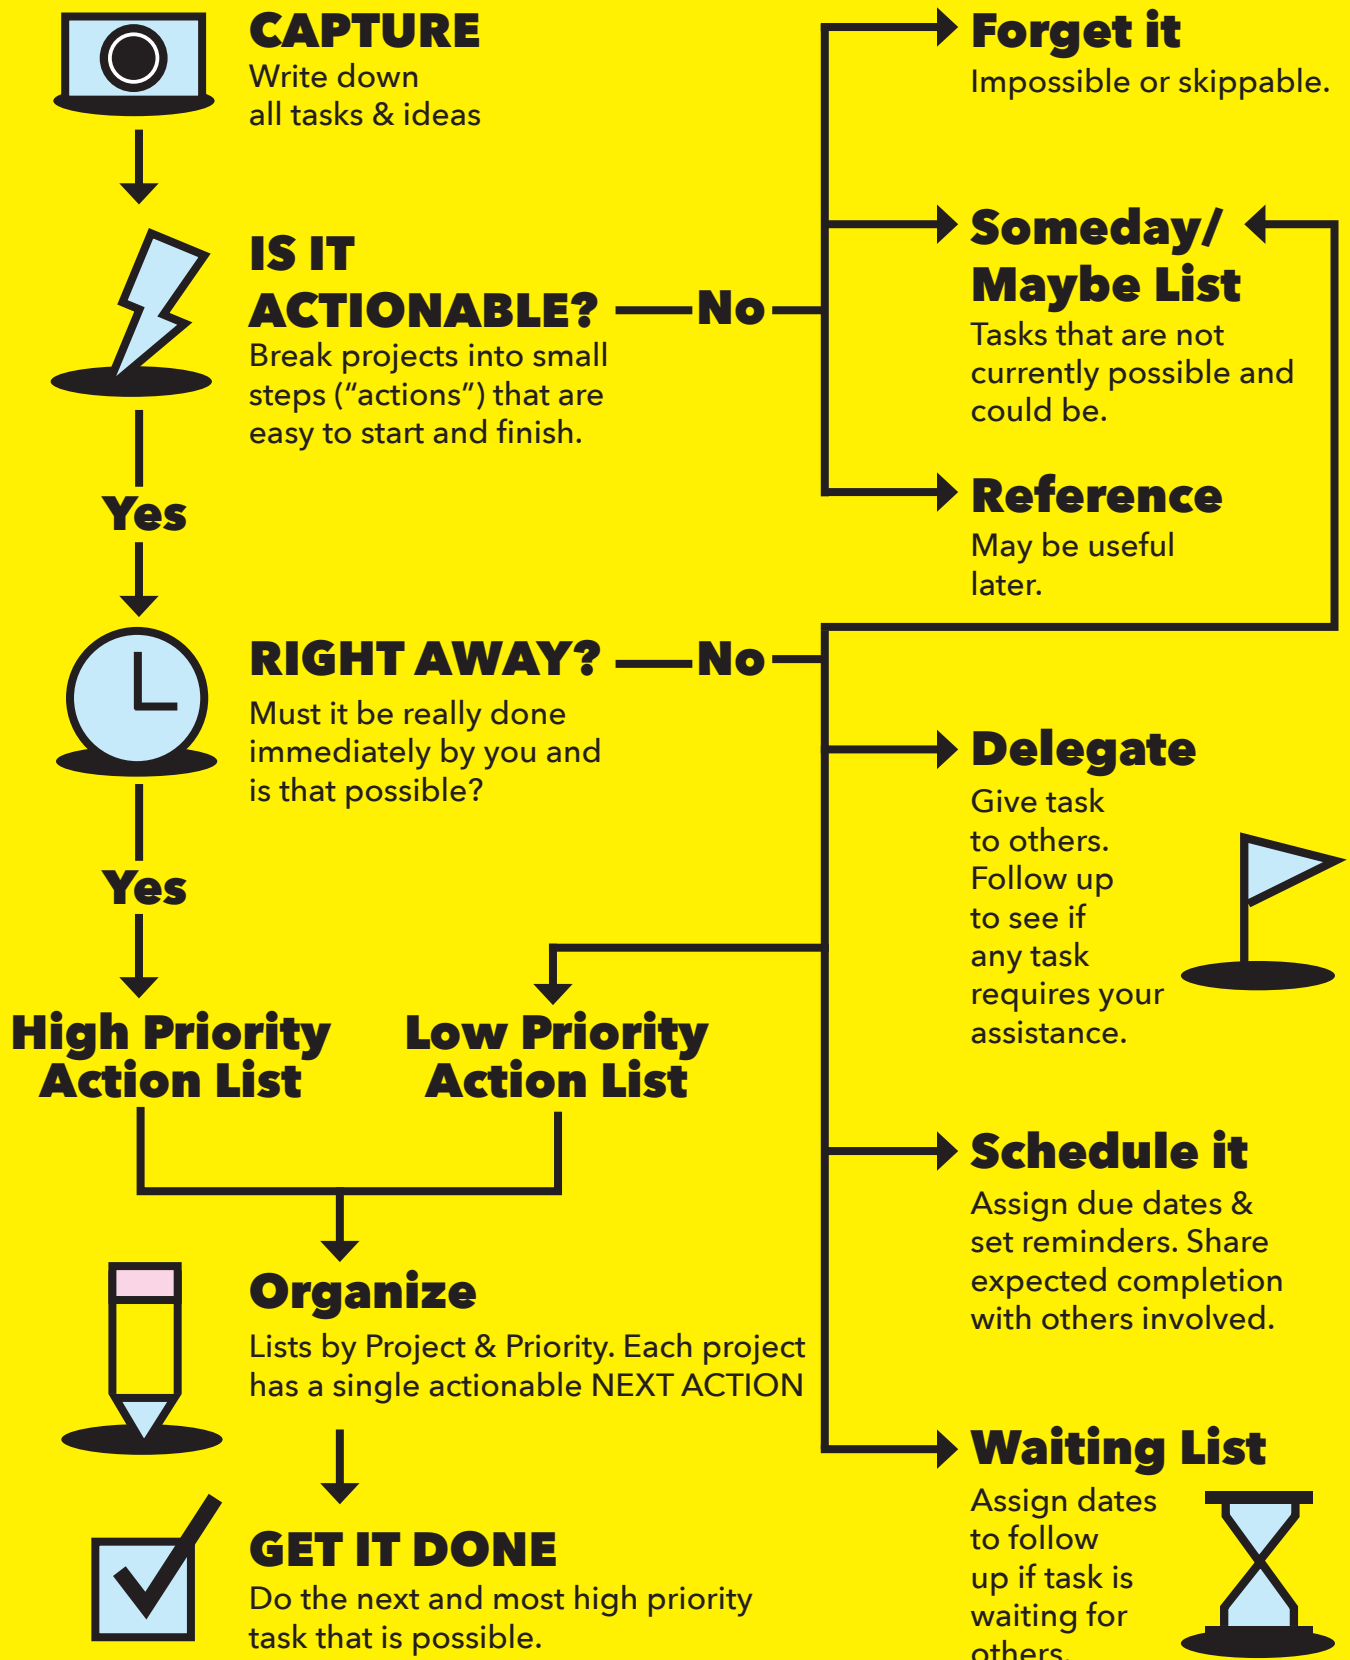 CAPTURE
Write down
all tasks & ideas
IS IT
ACTIONABLE?
Break projects into small
steps (“actions”) that are
easy to start and finish.
No
Forget it
Impossible or skippable.
Someday/
Maybe List
Tasks that are not
currently possible and
could be.
Reference
May be useful
later.
Yes
RIGHT AWAY?
Must it be really done
immediately by you and
is that possible?
No
Delegate
Give task
to others.
Follow up
to see if
any task
requires your
assistance.
Yes
High Priority
Action List
Low Priority
Action List
Schedule it
Assign due dates &
set reminders. Share
expected completion
with others involved.
Organize
Lists by Project & Priority. Each project
has a single actionable NEXT ACTION
Waiting List
Assign dates
to follow
up if task is
waiting for
others.
GET IT DONE
Do the next and most high priority
task that is possible.